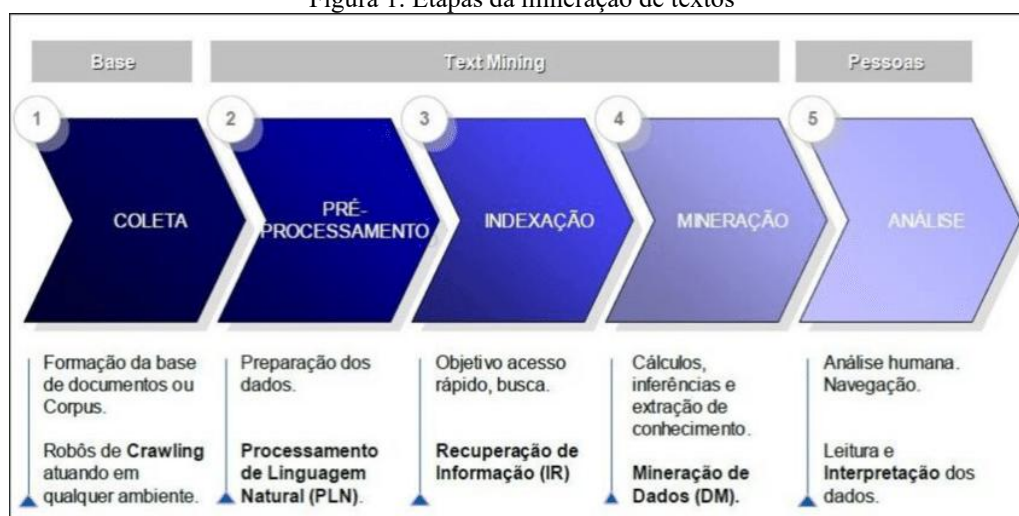 Figura 1: Etapas da mineração de textos
Base
Text Mining
Pessoas
1
2
3
4
5
COLETA
PRÉ-
PROCESSAMENTO
INDEXAÇÃO
MINERAÇÃO
ANÁLISE
Formação da base
de documentos ou
Corpus.
Robôs de Crawling
atuando em
qualquer ambiente.
Preparação dos
dados.
Processamento
de Linguagem
Natural (PLN).
Objetivo acesso
rápido, busca.
Recuperação de
Informação (IR)
Cálculos,
inferências e
extração de
conhecimento.
Mineração de
Dados (DM).
Análise humana.
Navegação.
Leitura e
Interpretação dos
dados.